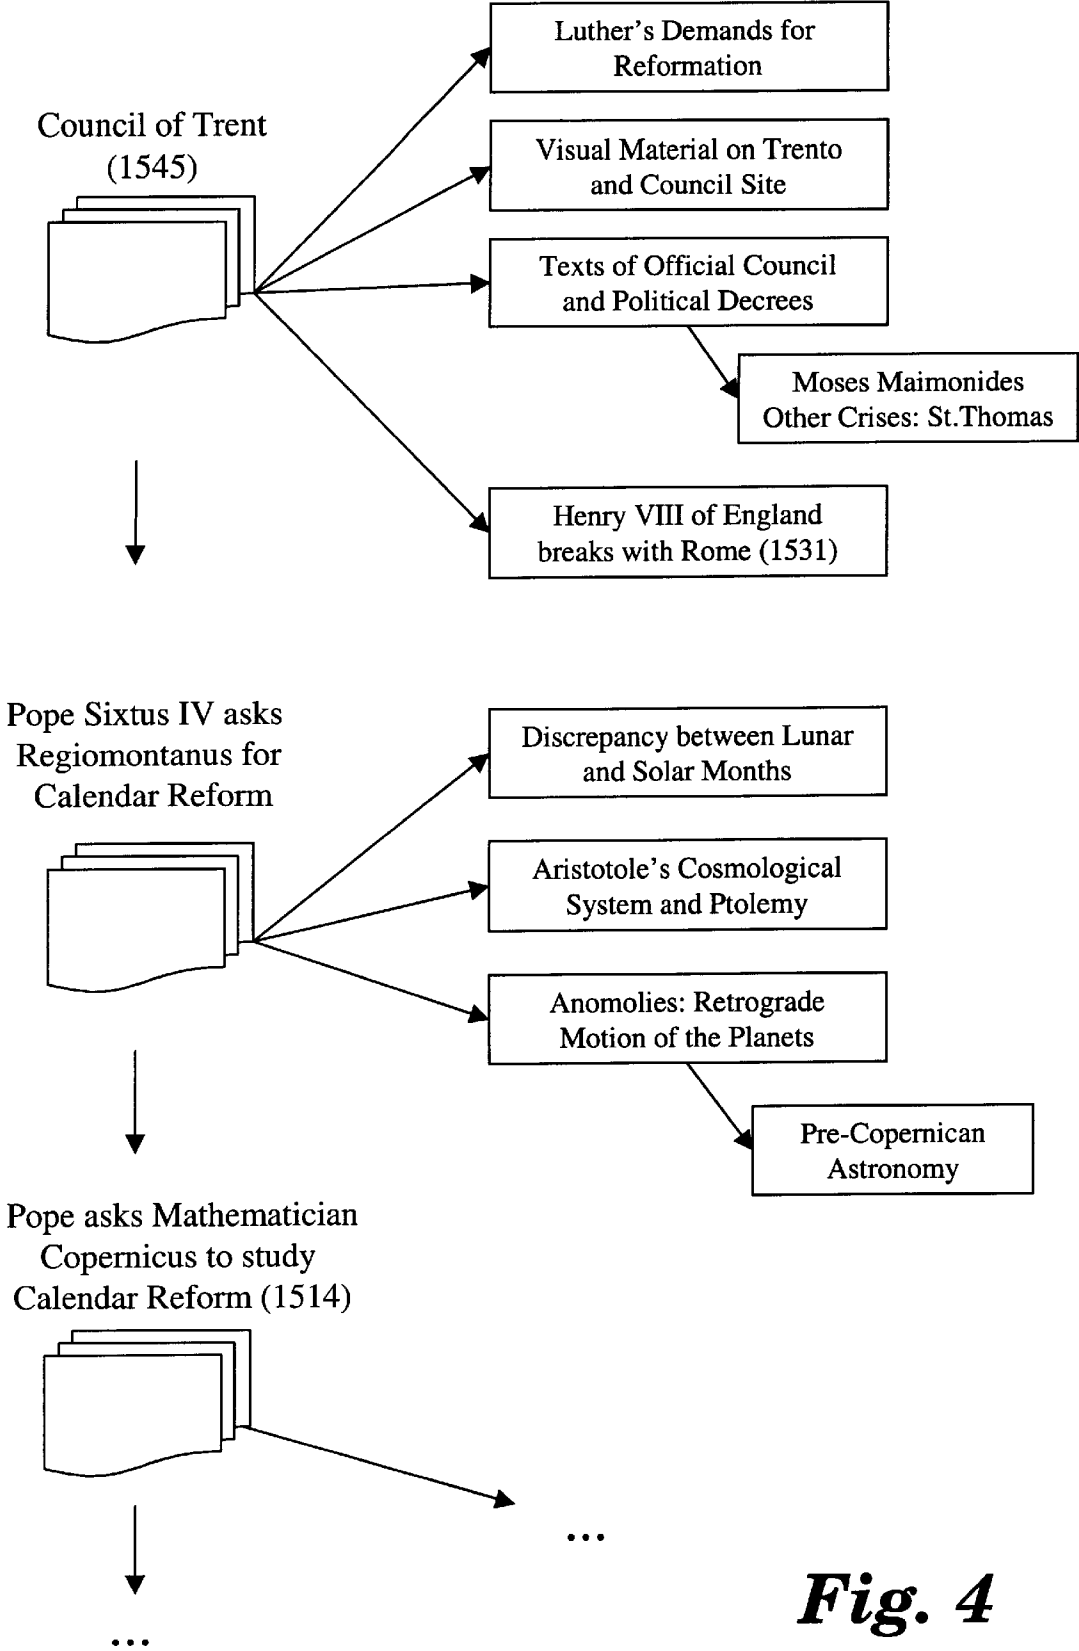 Luther's Demands for
Reformation
Council of Trent
(1545)
Visual Material on Trento
and Council Site
Texts of Official Council
and Political Decrees
Moses Maimonides
Other Crises: St.Thomas
Henry VIII of England
breaks with Rome (1531)
Pope Sixtus IV asks
Regiomontanus for
Calendar Reform
Discrepancy between Lunar
and Solar Months
Aristotole's Cosmological
System and Ptolemy
Anomolies: Retrograde
Motion of the Planets
Pre-Copernican
Astronomy
Pope asks Mathematician
Copernicus to study
Calendar Reform (1514)
...
...
Fig. 4